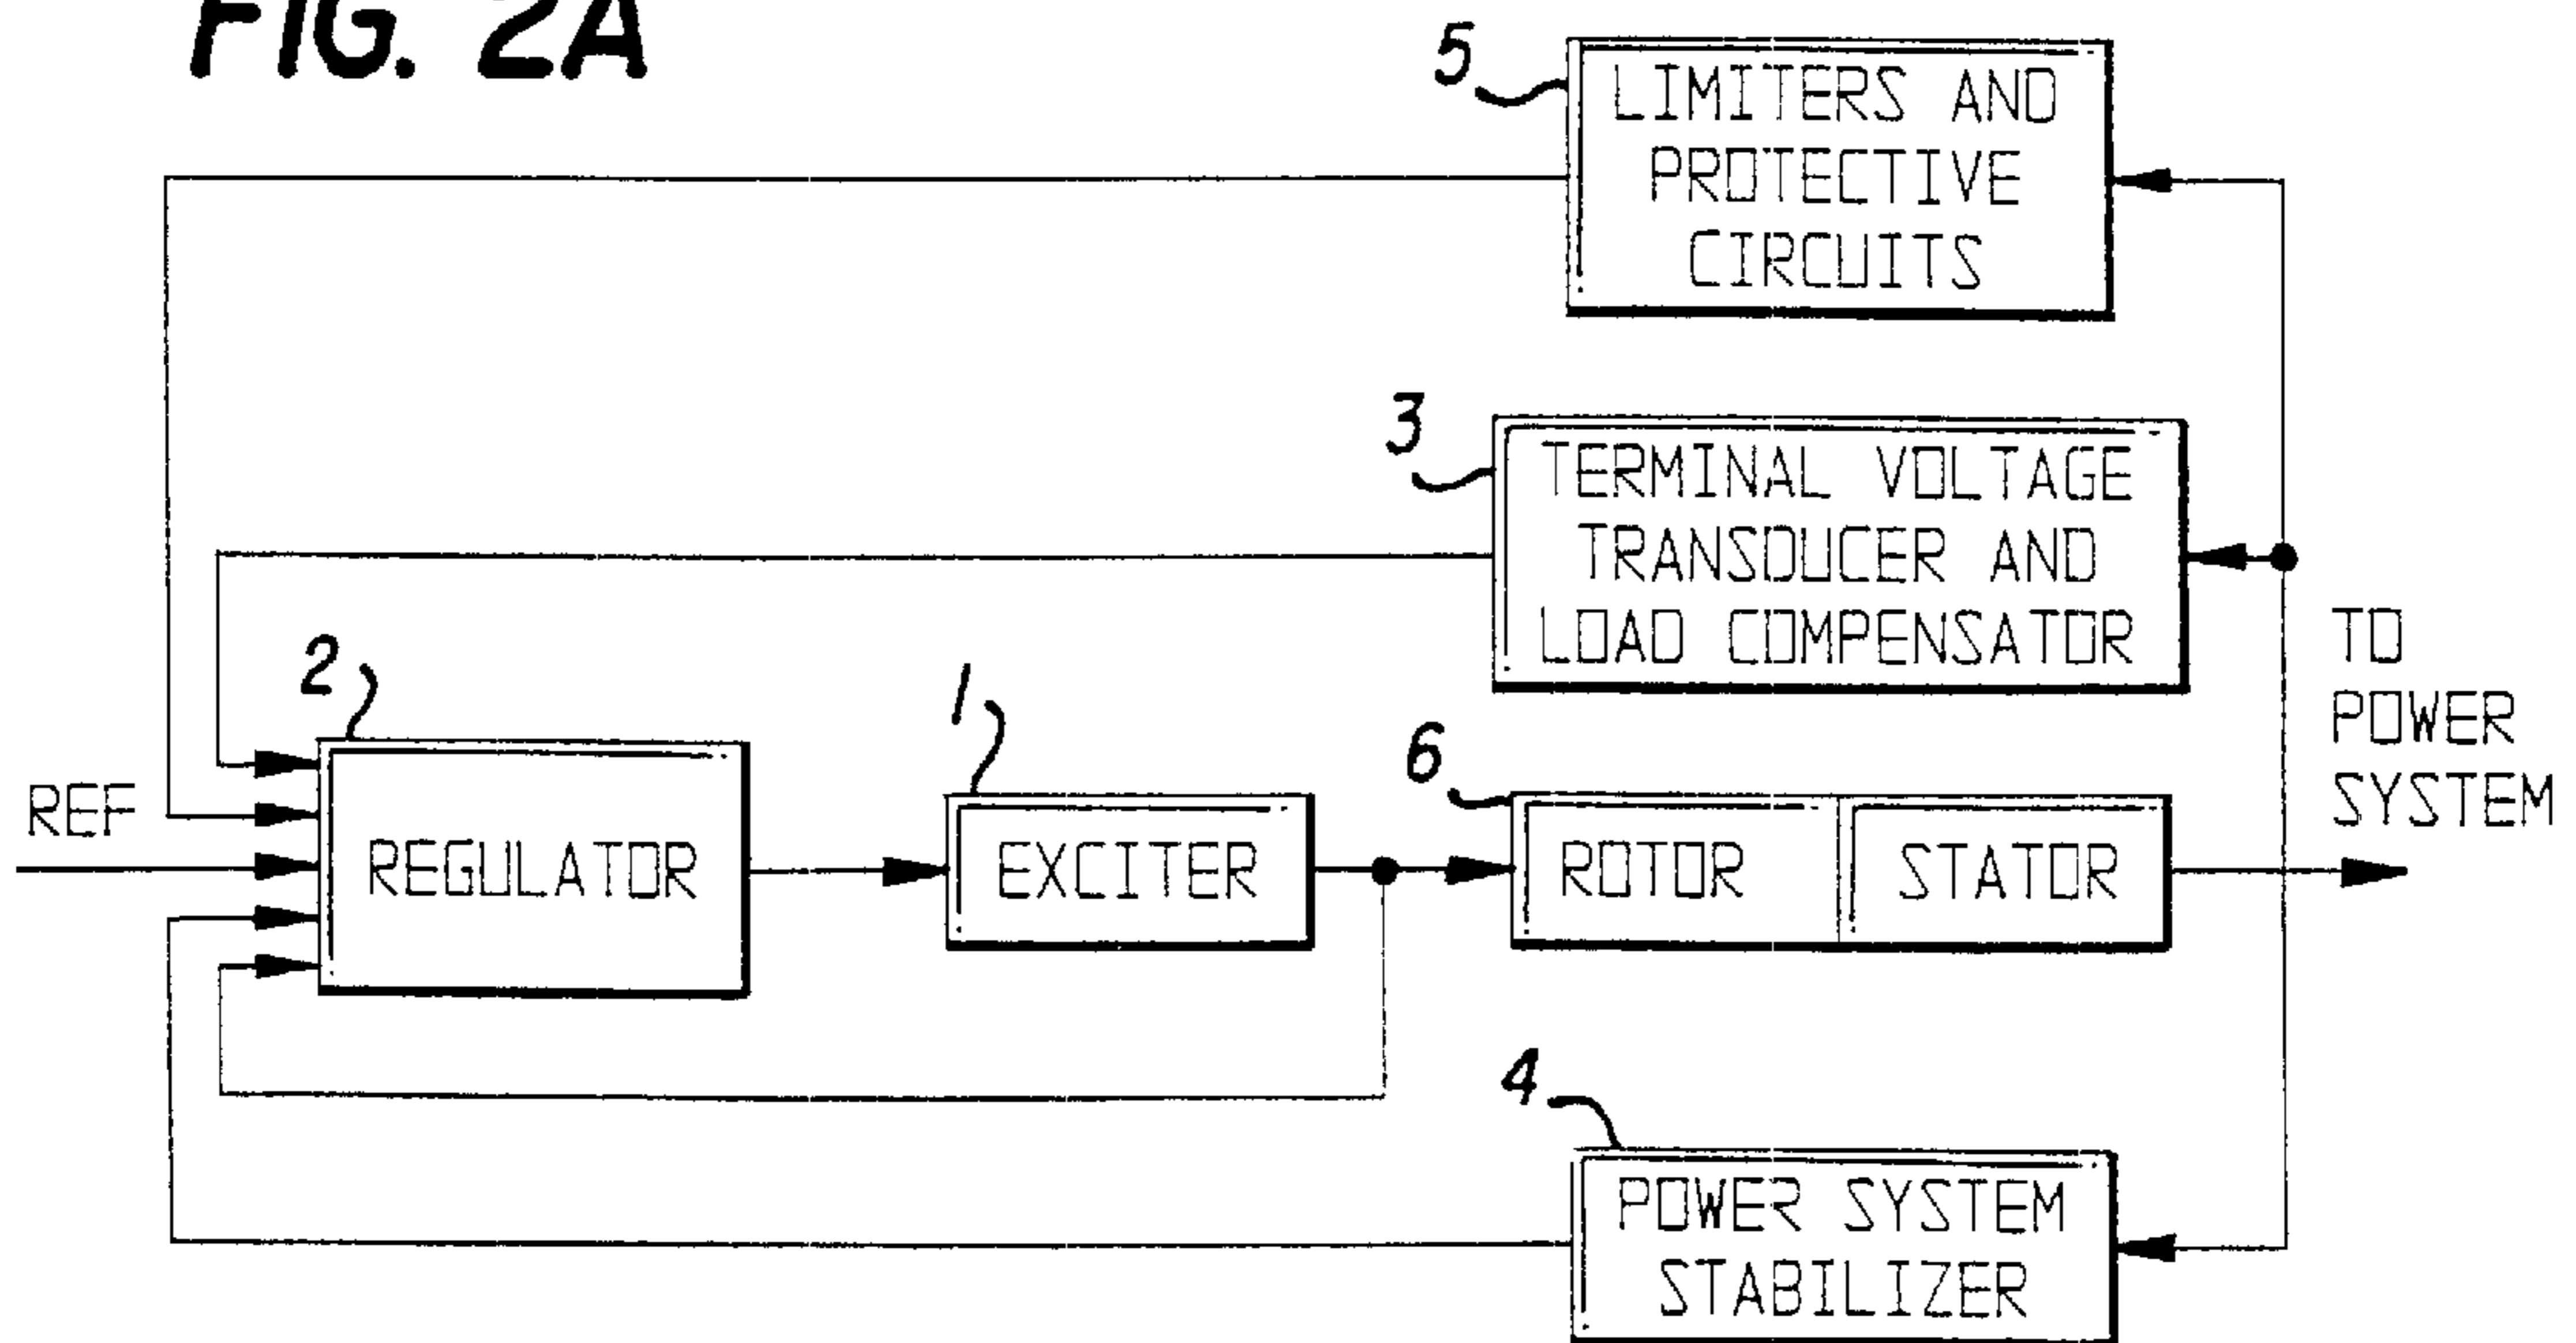 FIG. 2A
5
LIMITERS AND
PROTECTIVE
CIRCUITS
3
TERMINAL VOLTAGE
TRANSDUCER AND
LOAD COMPENSATOR
TO
POWER
SYSTEM
2
1
6
REF
REGULATOR
EXCITER
ROTOR
STATOR
4
POWER SYSTEM
STABILIZER